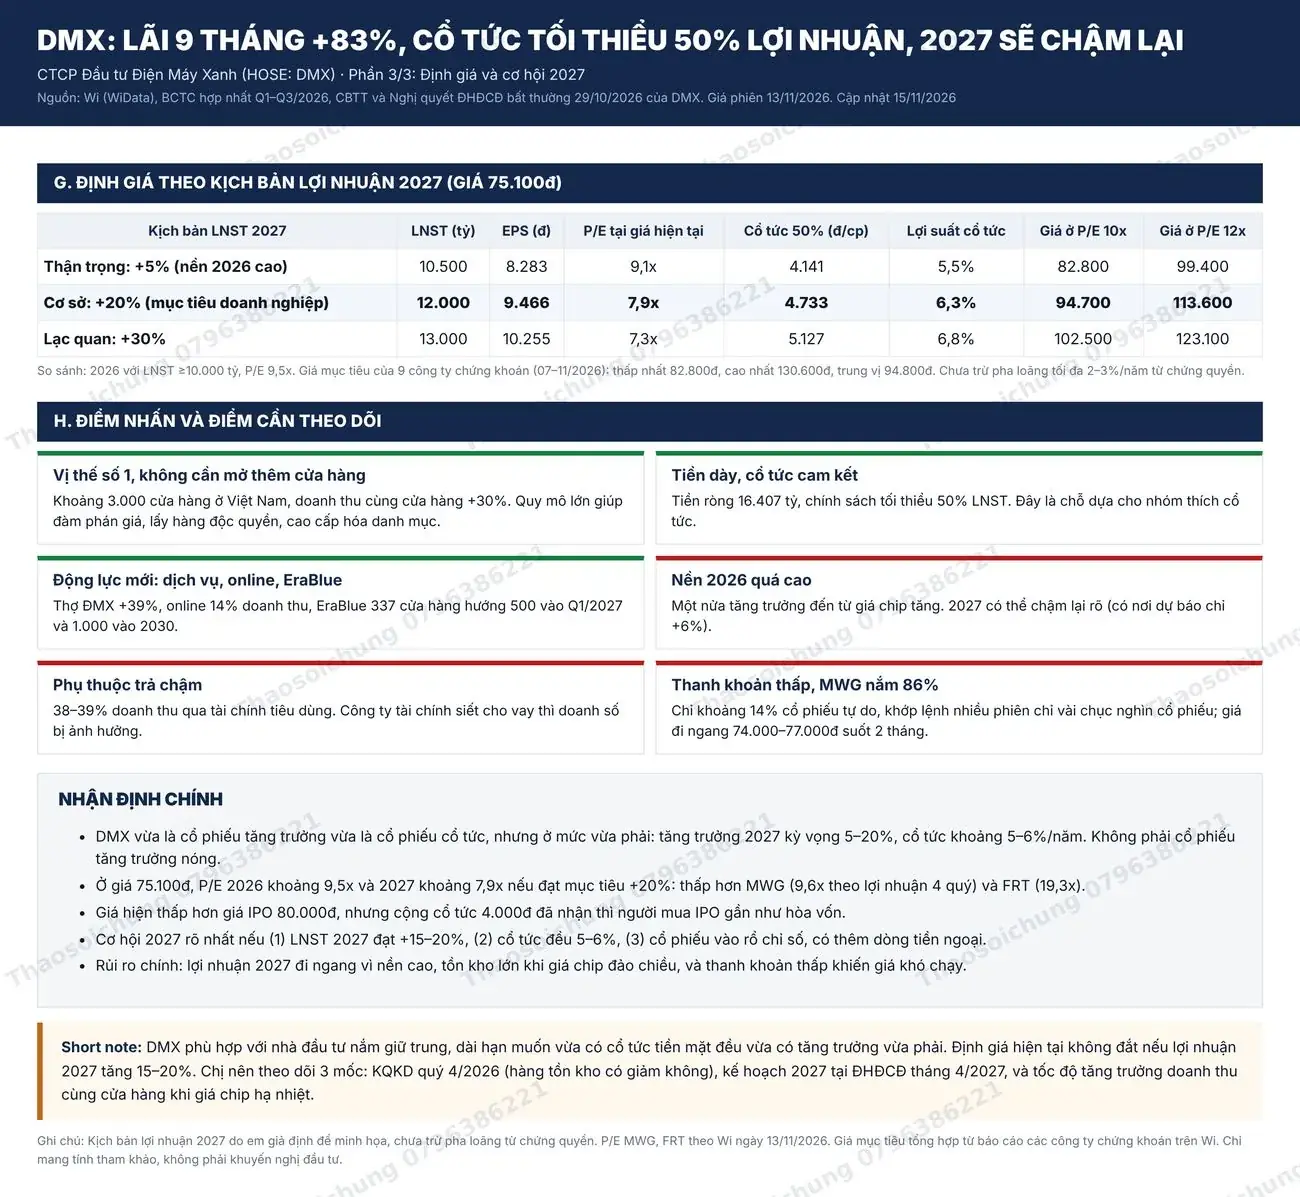 DMX: LÃI 9 THÁNG +83%, CỔ TỨC TỐI THIỂU 50% LỢI NHUẬN, 2027 SẼ CHẬM LẠI
CTCP Đầu tư Điện Máy Xanh (HOSE: DMX) · Phần 3/3: Định giá và cơ hội 2027
Nguồn: Wi (WiData), BCTC hợp nhất Q1–Q3/2026, CBTT và Nghị quyết ĐHĐCĐ bất thường 29/10/2026 của DMX. Giá phiên 13/11/2026. Cập nhật 15/11/2026
G. ĐỊNH GIÁ THEO KỊCH BẢN LỢI NHUẬN 2027 (GIÁ 75.100đ)
Kịch bản LNST 2027 LNST (tỷ) EPS (đ) P/E tại giá hiện tại Cổ tức 50% (đ/cp) Lợi suất cổ tức Giá ở P/E 10x Giá ở P/E 12x
Thận trọng: +5% (nền 2026 cao) 10.500 8.283 9,1x 4.141 5,5% 82.800 99.400
Cơ sở: +20% (mục tiêu doanh nghiệp) 12.000 9.466 7,9x 4.733 6,3% 94.700 113.600
Lạc quan: +30% 13.000 10.255 7,3x 5.127 6,8% 102.500 123.100
So sánh: 2026 với LNST ≥10.000 tỷ, P/E 9,5x. Giá mục tiêu của 9 công ty chứng khoán (07–11/2026): thấp nhất 82.800đ, cao nhất 130.600đ, trung vị 94.800đ. Chưa trừ pha loãng tối đa 2–3%/năm từ chứng quyền.
H. ĐIỂM NHẤN VÀ ĐIỂM CẦN THEO DÕI
Vị thế số 1, không cần mở thêm cửa hàng
Khoảng 3.000 cửa hàng ở Việt Nam, doanh thu cùng cửa hàng +30%. Quy mô lớn giúp
đàm phán giá, lấy hàng độc quyền, cao cấp hóa danh mục.
Tiền dày, cổ tức cam kết
Tiền ròng 16.407 tỷ, chính sách tối thiểu 50% LNST. Đây là chỗ dựa cho nhóm thích cổ
tức.
Động lực mới: dịch vụ, online, EraBlue
Thợ ĐMX +39%, online 14% doanh thu, EraBlue 337 cửa hàng hướng 500 vào Q1/2027
và 1.000 vào 2030.
Nền 2026 quá cao
Một nửa tăng trưởng đến từ giá chip tăng. 2027 có thể chậm lại rõ (có nơi dự báo chỉ
+6%).
Phụ thuộc trả chậm
38–39% doanh thu qua tài chính tiêu dùng. Công ty tài chính siết cho vay thì doanh số
bị ảnh hưởng.
Thanh khoản thấp, MWG nắm 86%
Chỉ khoảng 14% cổ phiếu tự do, khớp lệnh nhiều phiên chỉ vài chục nghìn cổ phiếu; giá
đi ngang 74.000–77.000đ suốt 2 tháng.
NHẬN ĐỊNH CHÍNH
• DMX vừa là cổ phiếu tăng trưởng vừa là cổ phiếu cổ tức, nhưng ở mức vừa phải: tăng trưởng 2027 kỳ vọng 5–20%, cổ tức khoảng 5–6%/năm. Không phải cổ phiếu
tăng trưởng nóng.
• Ở giá 75.100đ, P/E 2026 khoảng 9,5x và 2027 khoảng 7,9x nếu đạt mục tiêu +20%: thấp hơn MWG (9,6x theo lợi nhuận 4 quý) và FRT (19,3x).
• Giá hiện thấp hơn giá IPO 80.000đ, nhưng cộng cổ tức 4.000đ đã nhận thì người mua IPO gần như hòa vốn.
• Cơ hội 2027 rõ nhất nếu (1) LNST 2027 đạt +15–20%, (2) cổ tức đều 5–6%, (3) cổ phiếu vào rổ chỉ số, có thêm dòng tiền ngoại.
• Rủi ro chính: lợi nhuận 2027 đi ngang vì nền cao, tồn kho lớn khi giá chip đảo chiều, và thanh khoản thấp khiến giá khó chạy.
Short note: DMX phù hợp với nhà đầu tư nắm giữ trung, dài hạn muốn vừa có cổ tức tiền mặt đều vừa có tăng trưởng vừa phải. Định giá hiện tại không đắt nếu lợi nhuận
2027 tăng 15–20%. Chị nên theo dõi 3 mốc: KQKD quý 4/2026 (hàng tồn kho có giảm không), kế hoạch 2027 tại ĐHĐCĐ tháng 4/2027, và tốc độ tăng trưởng doanh thu
cùng cửa hàng khi giá chip hạ nhiệt.
Ghi chú: Kịch bản lợi nhuận 2027 do em giả định để minh họa, chưa trừ pha loãng từ chứng quyền. P/E MWG, FRT theo Wi ngày 13/11/2026. Giá mục tiêu tổng hợp từ báo cáo các công ty chứng khoán trên Wi. Chỉ
mang tính tham khảo, không phải khuyến nghị đầu tư.
Thaosoichung 0796386221